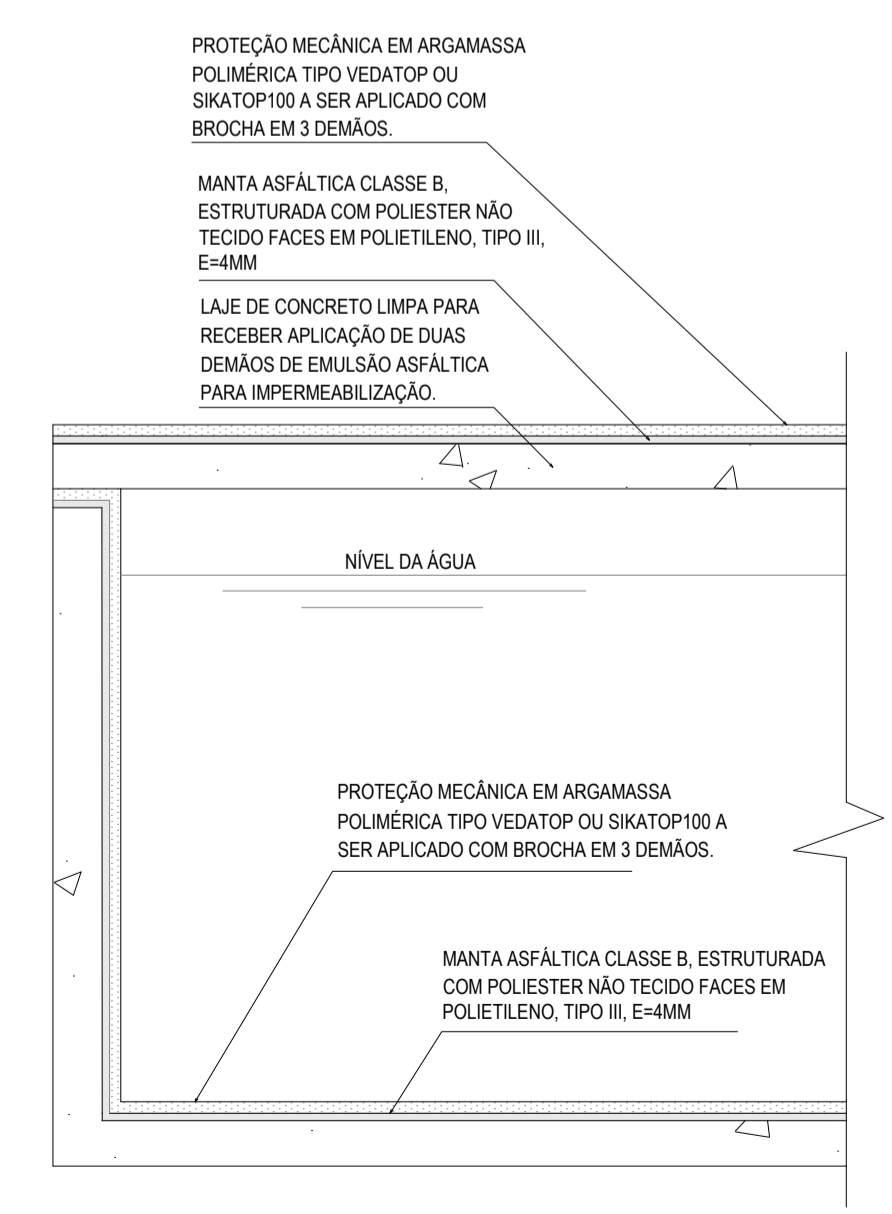 PROTEÇÃO MECÂNICA EM ARGAMASSA
POLIMÉRICA TIPO VEDATOP OU
SIKATOP100 A SER APLICADO COM
BROCHA EM 3 DEMÃOS.
MANTA ASFÁLTICA CLASSE B,
ESTRUTURADA COM POLIESTER NÃO
TECIDO FACES EM POLIETILENO, TIPO III,
E=4MM
LAJE DE CONCRETO LIMPA PARA
RECEBER APLICAÇÃO DE DUAS
DEMÃOS DE EMULSÃO ASFÁLTICA
PARA IMPERMEABILIZAÇÃO.
NÍVEL DA ÁGUA
PROTEÇÃO MECÂNICA EM ARGAMASSA
POLIMÉRICA TIPO VEDATOP OU SIKATOP100 A
SER APLICADO COM BROCHA EM 3 DEMÃOS.
MANTA ASFÁLTICA CLASSE B, ESTRUTURADA
COM POLIESTER NÃO TECIDO FACES EM
POLIETILENO, TIPO III, E=4MM